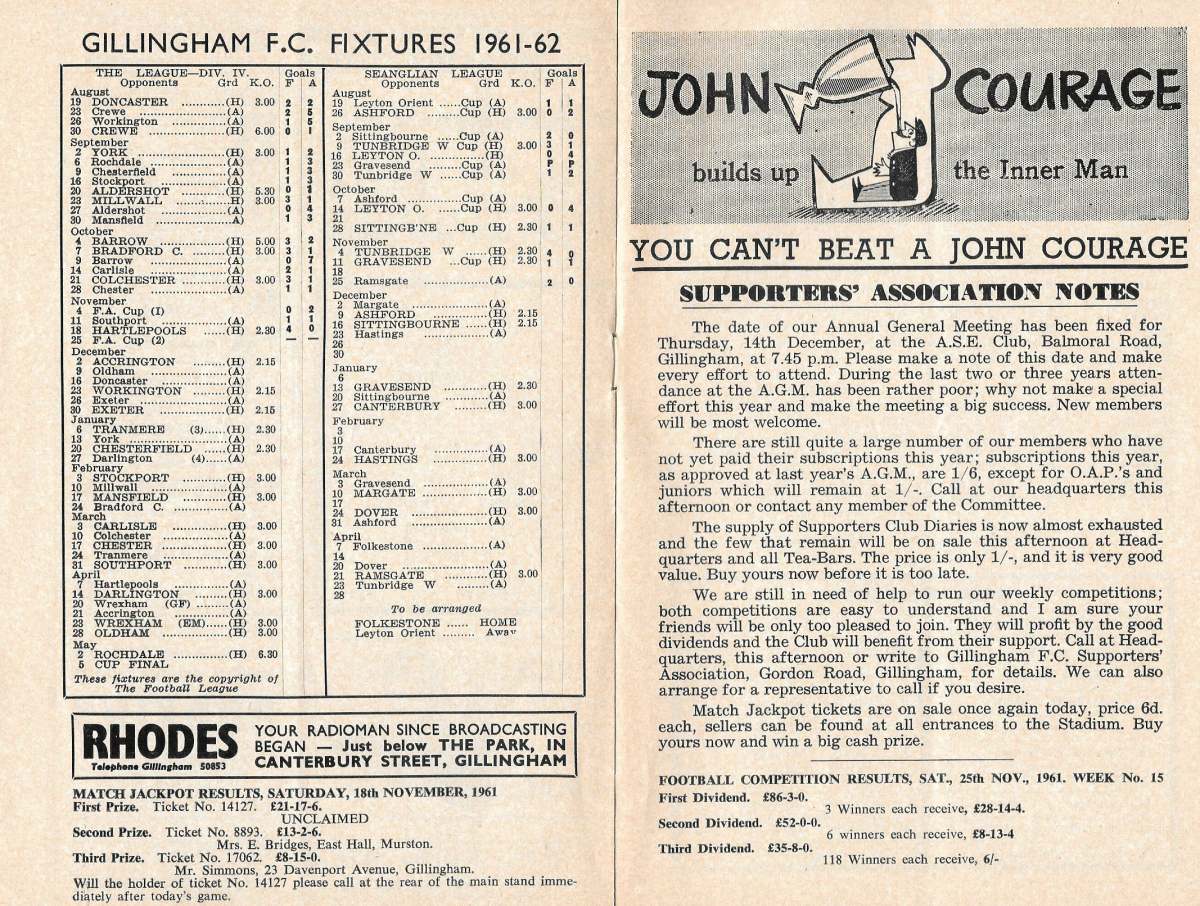 GILLINGHAM F.C. FIXTURES 1961-62
THE LEAGUE—DIV. IV. Goals
Opponents Grd K.O. F A
August
19 DONCASTER ............(H) 3.00 2 2
23 Crewe ..................(A) 2 5
26 Workington ............(A) 1 5
30 CREWE ..................(H) 6.00 0 1
September
2 YORK ..................(H) 3.00 1 2
6 Rochdale ...............(A) 1 3
9 Chesterfield ............(A) 1 3
16 Stockport ...............(A) 1 3
20 ALDERSHOT ............(H) 5.30
23 MILLWALL ...............H) 3.00 3 1
27 Aldershot ...............(A) 0 4
30 Mansfield ............... A) 1 3
October
4 BARROW ...............(H) 5.00 3 2
7 BRADFORD C. .........(H) 3.00 3 1
9 Barrow ..................(A) 0 7
14 Carlisle ..................(A) 2 1
21 COLCHESTER .........(H) 3.00 3 1
28 Chester ..................(A) 1 1
November
4 F.A. Cup (1) 0 2
11 Southport ...............(A) 1 1
18 HARTLEPOOLS ......(H) 2.30 4 0
25 F.A. Cup (2) — —
December
2 ACCRINGTON .........(H) 2.15
9 Oldham ..................(A)
16 Doncaster ...............(A)
23 WORKINGTON .........(H) 2.15
26 Exeter ..................(A)
30 EXETER ...............(H) 2.15
January
6 TRANMERE (3)......(H) 2.30
13 York .....................(A)
20 CHESTERFIELD ......(H) 2.30
27 Darlington (4)......(A)
February
3 STOCKPORT .........(H) 3.00
10 Millwall ..................(A)
17 MANSFIELD .........(H) 3.00
24 Bradford C. ............(A)
March
3 CARLISLE ............(H) 3.00
10 Colchester ............(A)
17 CHESTER ...............(H) 3.00
24 Tranmere ...............(A)
31 SOUTHPORT .........(H) 3.00
April
7 Hartlepools ............(A)
14 DARLINGTON .........(H) 3.00
20 Wrexham (GF) .........(A)
21 Accrington ............(A)
23 WREXHAM (EM)......(H) 3.00
28 OLDHAM ...............(H) 3.00
May
2 ROCHDALE ...............(H) 6.30
5 CUP FINAL
These fixtures are the copyright of
The Football League
SEANGLIAN LEAGUE Goals
Opponents Grd K.O. F A
August
19 Leyton Orient ......Cup (A) 1 1
26 ASHFORD .........Cup (H) 3.00 0 2
September
2 Sittingbourne ......Cup (A) 2 0
9 TUNBRIDGE W Cup (H) 3.00 3 1
16 LEYTON O. ............(H) 0 4
23 Gravesend .........Cup (A) P P
30 Tunbridge W ......Cup (A) 1 2
October
7 Ashford ............Cup (A)
14 LEYTON O. ......Cup (H) 3.00 0 4
21
28 SITTINGB'NE ...Cup (H) 2.30 1 1
November
4 TUNBRIDGE W ......(H) 2.30 4 0
11 GRAVESEND ...Cup (H) 2.30 1 1
18
25 Ramsgate ...............(A) 2 0
December
2 Margate ...............(A)
9 ASHFORD ...............(H) 2.15
16 SITTINGBOURNE ......(H) 2.15
23 Hastings ...............(A)
26
30
January
6
13 GRAVESEND .........(H) 2.30
20 Sittingbourne .........(A)
27 CANTERBURY .........(H) 3.00
February
3
10
17 Canterbury ............(A)
24 HASTINGS ............(H) 3.00
March
3 Gravesend ............(A)
10 MARGATE ...............(H) 3.00
17
24 DOVER ..................(H) 3.00
31 Ashford ...............(A)
April
7 Folkestone ...............(A)
14
20 Dover ..................(A)
21 RAMSGATE ............(H) 3.00
23 Tunbridge W .........(A)
28
To be arranged
FOLKESTONE ...... HOME
Leyton Orient ......... Away
RHODES
Telephone Gillingham 50853
YOUR RADIOMAN SINCE BROADCASTING
BEGAN — Just below THE PARK, IN
CANTERBURY STREET, GILLINGHAM
MATCH JACKPOT RESULTS, SATURDAY, 18th NOVEMBER, 1961
First Prize. Ticket No. 14127. £21-17-6.
UNCLAIMED
Second Prize. Ticket No. 8893. £13-2-6.
Mrs. E. Bridges, East Hall, Murston.
Third Prize. Ticket No. 17062. £8-15-0.
Mr. Simmons, 23 Davenport Avenue, Gillingham.
Will the holder of ticket No. 14127 please call at the rear of the main stand imme-
diately after today's game.
JOHN COURAGE
builds up the Inner Man
YOU CAN'T BEAT A JOHN COURAGE
SUPPORTERS' ASSOCIATION NOTES
The date of our Annual General Meeting has been fixed for
Thursday, 14th December, at the A.S.E. Club, Balmoral Road,
Gillingham, at 7.45 p.m. Please make a note of this date and make
every effort to attend. During the last two or three years atten-
dance at the A.G.M. has been rather poor; why not make a special
effort this year and make the meeting a big success. New members
will be most welcome.
There are still quite a large number of our members who have
not yet paid their subscriptions this year; subscriptions this year,
as approved at last year's A.G.M., are 1/6, except for O.A.P.'s and
juniors which will remain at 1/-. Call at our headquarters this
afternoon or contact any member of the Committee.
The supply of Supporters Club Diaries is now almost exhausted
and the few that remain will be on sale this afternoon at Head-
quarters and all Tea-Bars. The price is only 1/-, and it is very good
value. Buy yours now before it is too late.
We are still in need of help to run our weekly competitions;
both competitions are easy to understand and I am sure your
friends will be only too pleased to join. They will profit by the good
dividends and the Club will benefit from their support. Call at Head-
quarters, this afternoon or write to Gillingham F.C. Supporters'
Association, Gordon Road, Gillingham, for details. We can also
arrange for a representative to call if you desire.
Match Jackpot tickets are on sale once again today, price 6d.
each, sellers can be found at all entrances to the Stadium. Buy
yours now and win a big cash prize.
FOOTBALL COMPETITION RESULTS, SAT., 25th NOV., 1961. WEEK No. 15
First Dividend. £86-3-0.
3 Winners each receive, £28-14-4.
Second Dividend. £52-0-0.
6 winners each receive, £8-13-4
Third Dividend. £35-8-0.
118 Winners each receive, 6/-